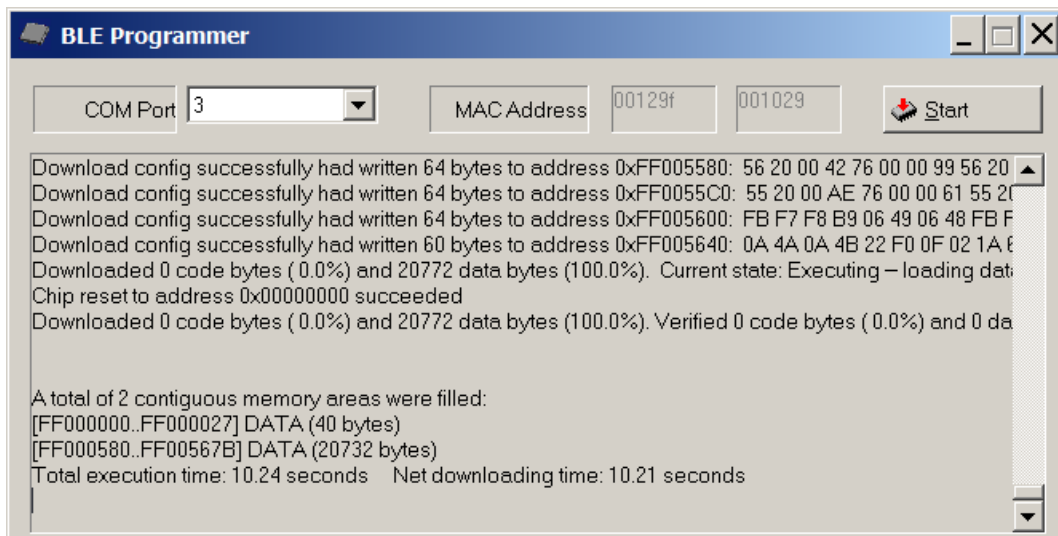 BLE Programmer
COM Port 3 MAC Address 00129f 001029 Start
Download config successfully had written 64 bytes to address 0xFF005580: 56 20 00 42 76 00 00 99 56 20
Download config successfully had written 64 bytes to address 0xFF0055C0: 55 20 00 AE 76 00 00 61 55 20
Download config successfully had written 64 bytes to address 0xFF005600: FB F7 F8 B9 06 49 06 48 FB F
Download config successfully had written 60 bytes to address 0xFF005640: 0A 4A 0A 4B 22 F0 0F 02 1A 6
Downloaded 0 code bytes ( 0.0%) and 20772 data bytes (100.0%). Current state: Executing – loading data
Chip reset to address 0x00000000 succeeded
Downloaded 0 code bytes ( 0.0%) and 20772 data bytes (100.0%). Verified 0 code bytes ( 0.0%) and 0 da
A total of 2 contiguous memory areas were filled:
[FF000000..FF000027] DATA (40 bytes)
[FF000580..FF00567B] DATA (20732 bytes)
Total execution time: 10.24 seconds Net downloading time: 10.21 seconds